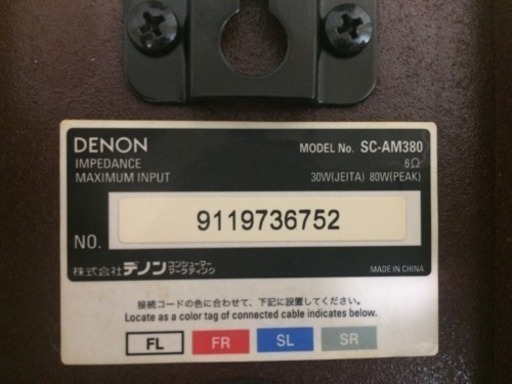 DENON
MODEL No. SC-AM380
IMPEDANCE 6Ω
MAXIMUM INPUT 30W(JEITA) 80W(PEAK)
NO. 9119736752
株式会社デノン コンシューマー マーケティング
MADE IN CHINA
接続コードの色に合わせて、下記に設置してください。
Locate as a color tag of connected cable indicates below.
FL FR SL SR